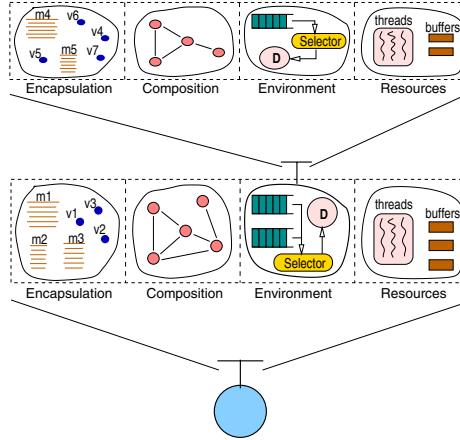 m4 v6 v4 v5 m5 v7
Selector
D
threads
buffers
Encapsulation Composition Environment Resources
m1 v3 v1 m2 m3 v2
D
Selector
threads
buffers
Encapsulation Composition Environment Resources